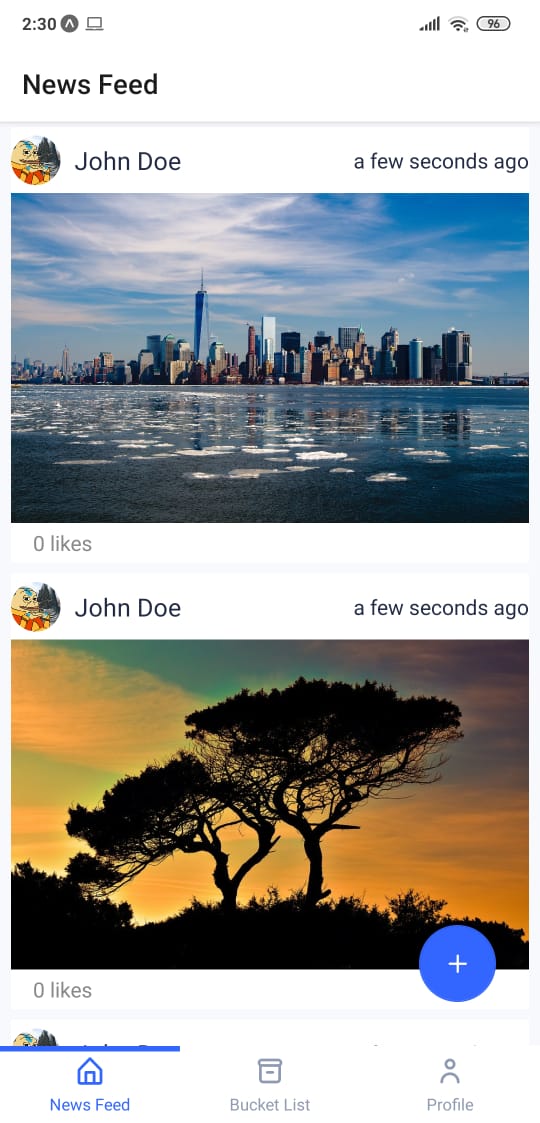 2:30 96
News Feed
John Doe a few seconds ago
0 likes
John Doe a few seconds ago
0 likes
News Feed Bucket List Profile